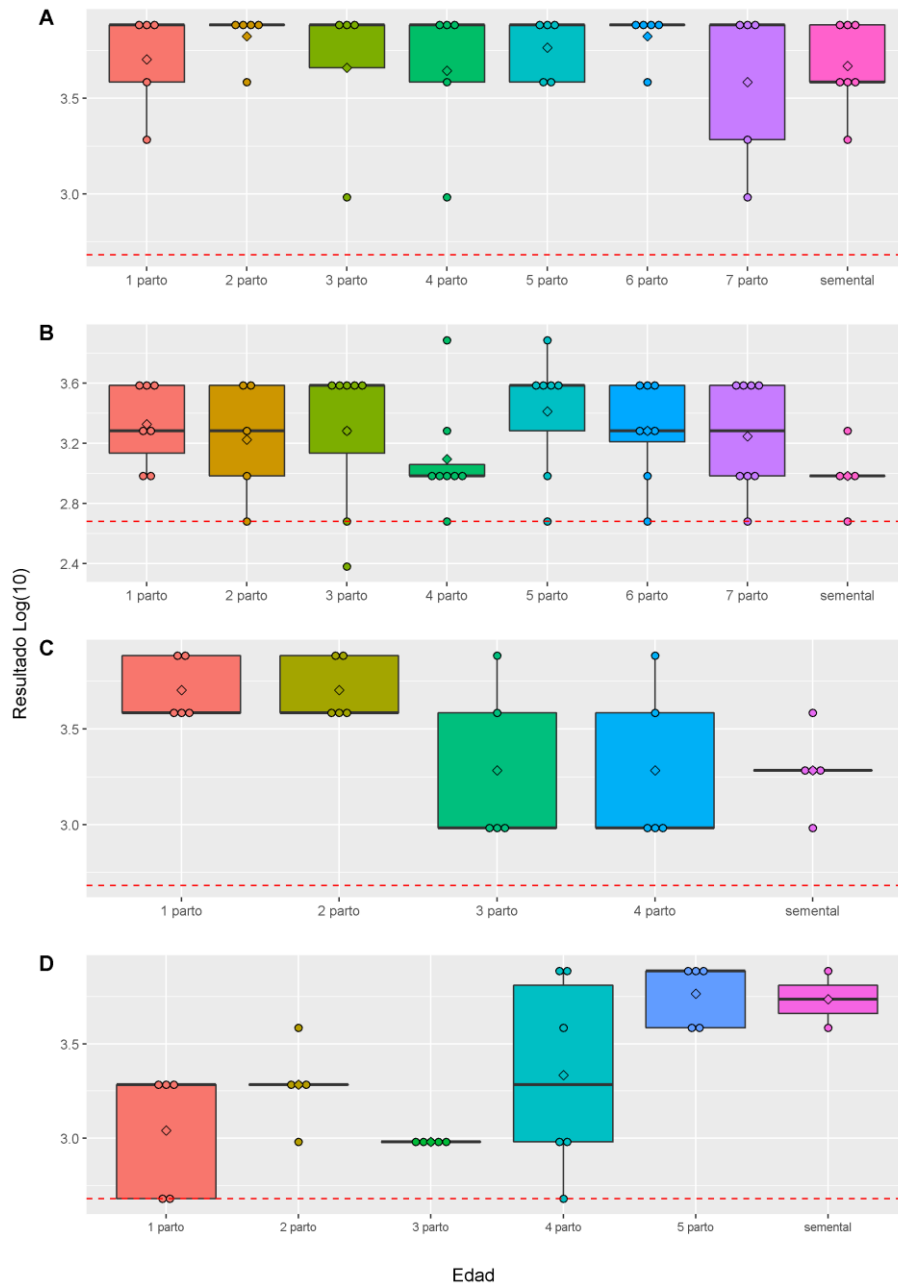 A
3.5
3.0
1 parto 2 parto 3 parto 4 parto 5 parto 6 parto 7 parto semental
B
3.6
3.2
2.8
2.4
1 parto 2 parto 3 parto 4 parto 5 parto 6 parto 7 parto semental
Resultado Log(10)
C
3.5
3.0
1 parto 2 parto 3 parto 4 parto semental
D
3.5
3.0
1 parto 2 parto 3 parto 4 parto 5 parto semental
Edad